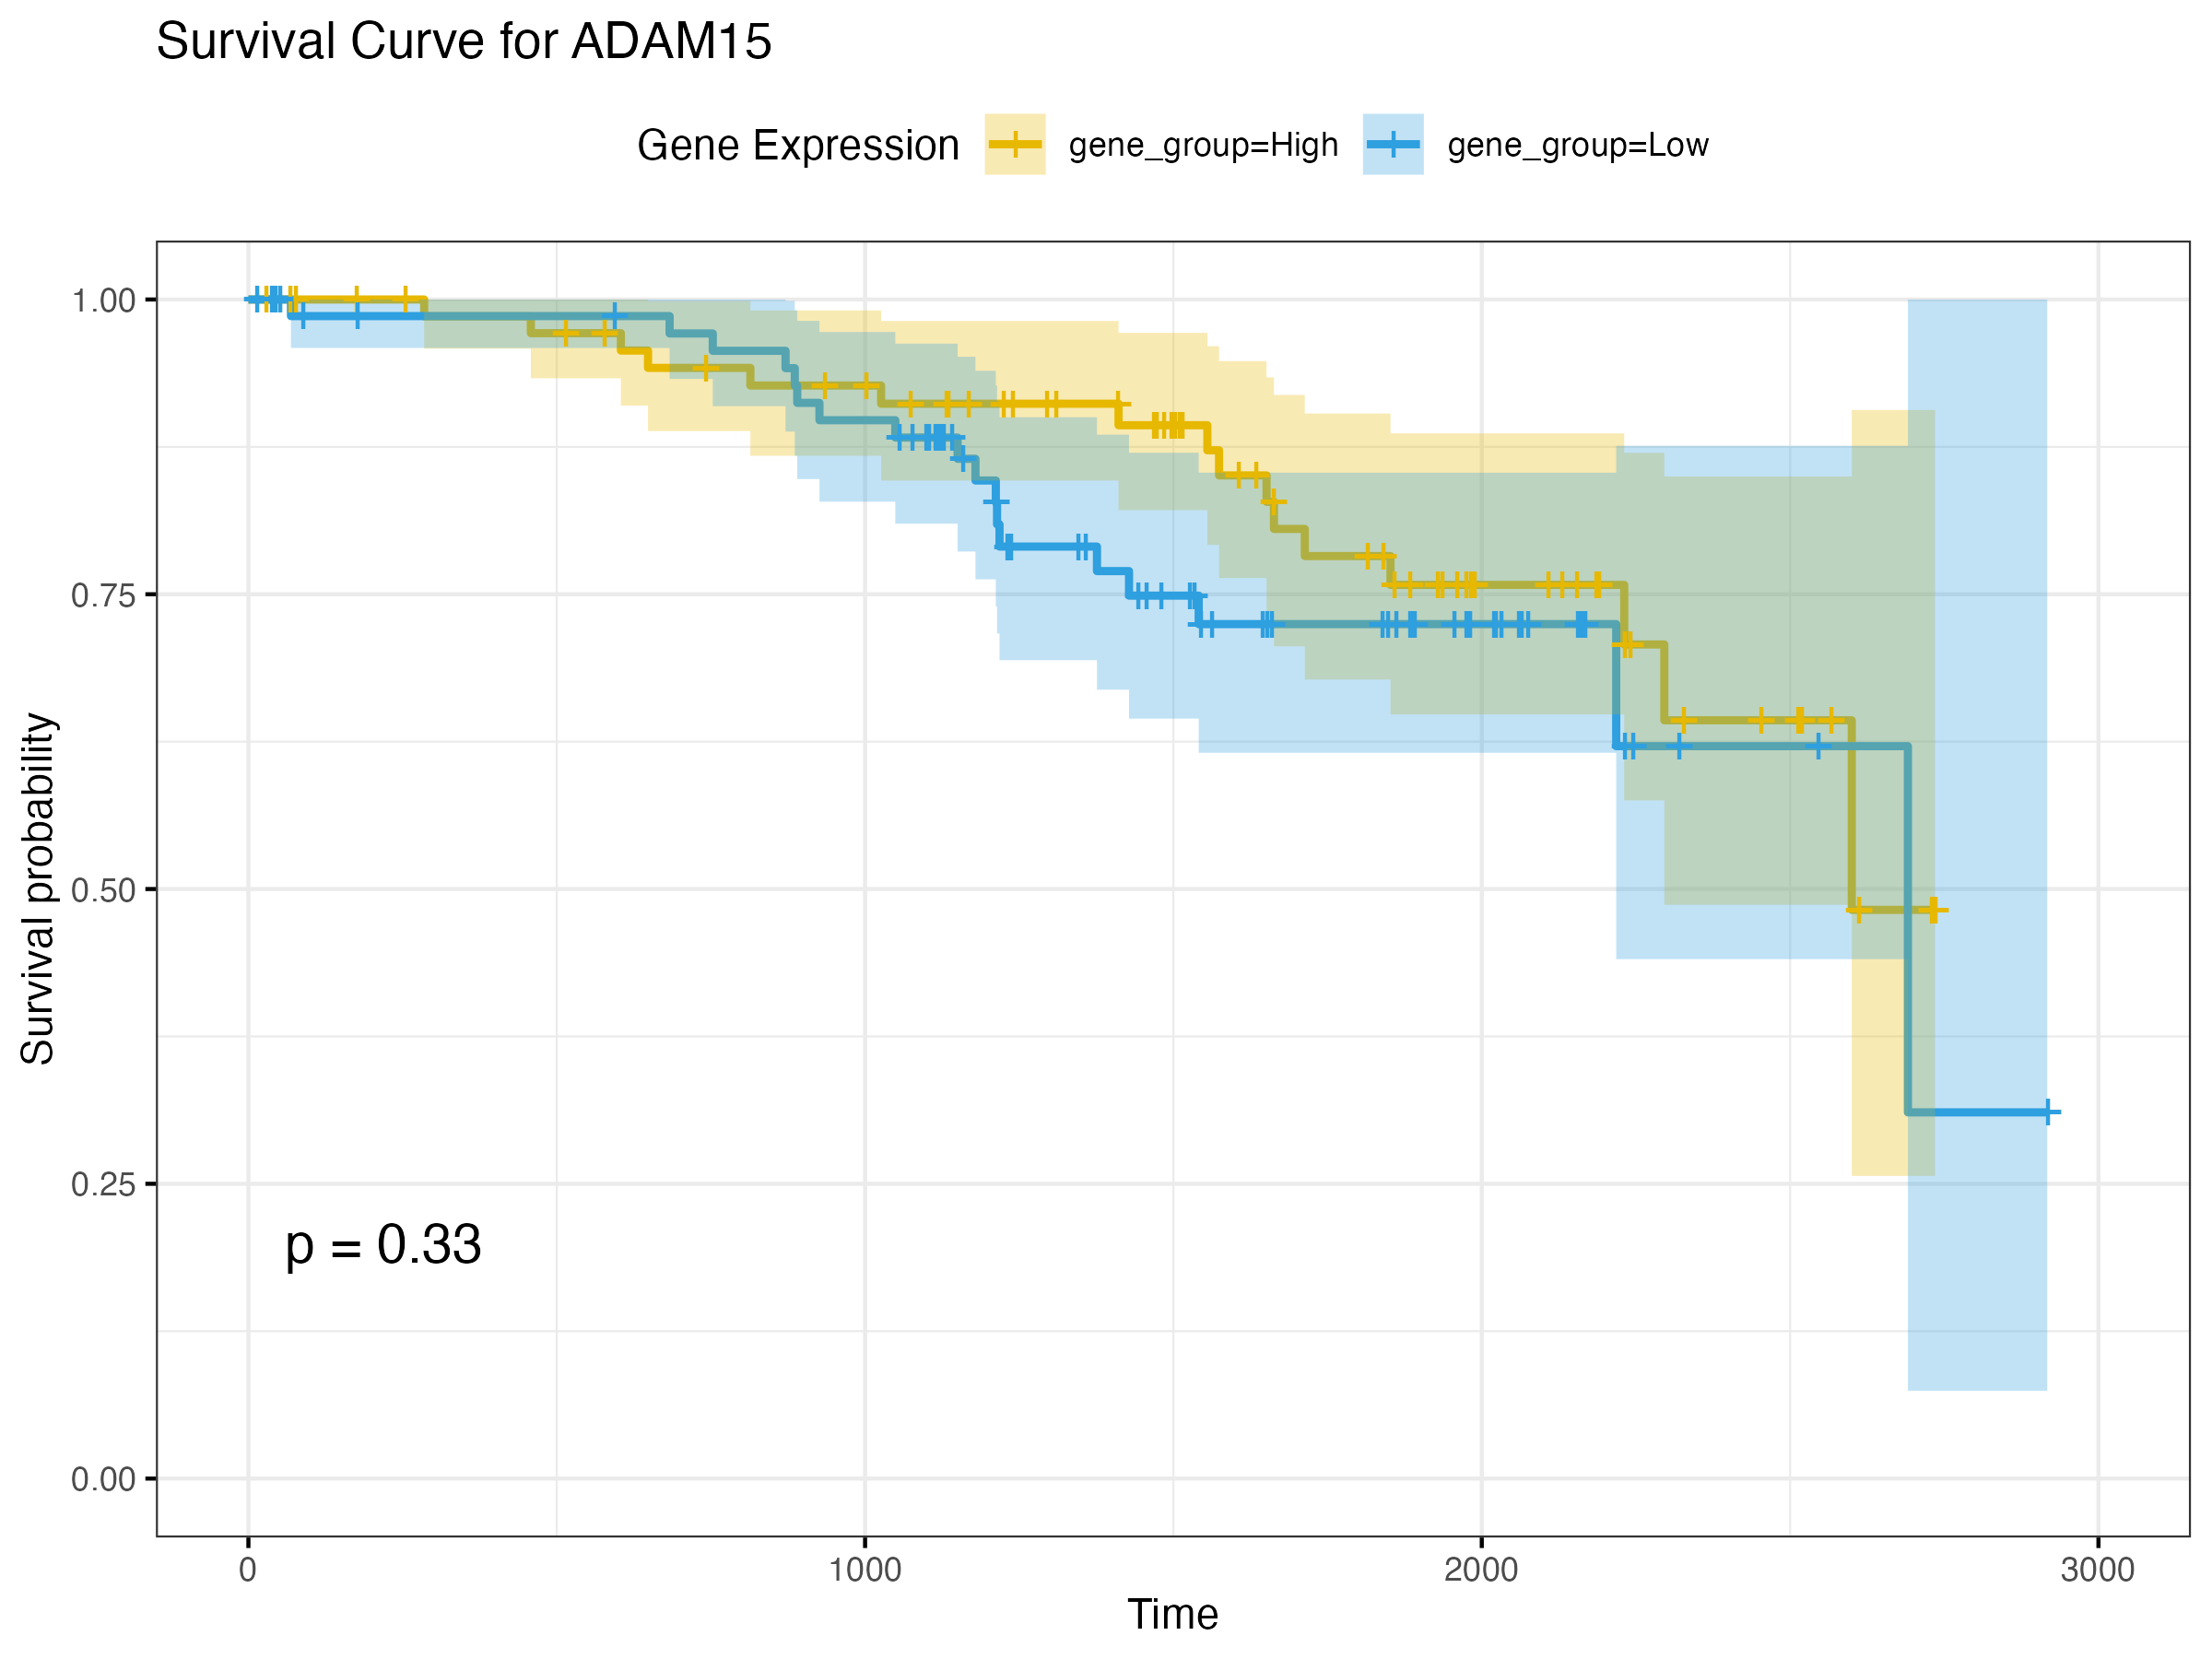 Survival Curve for ADAM15
Gene Expression gene_group=High gene_group=Low
Survival probability
1.00
0.75
0.50
0.25
0.00
p = 0.33
0 1000 2000 3000
Time